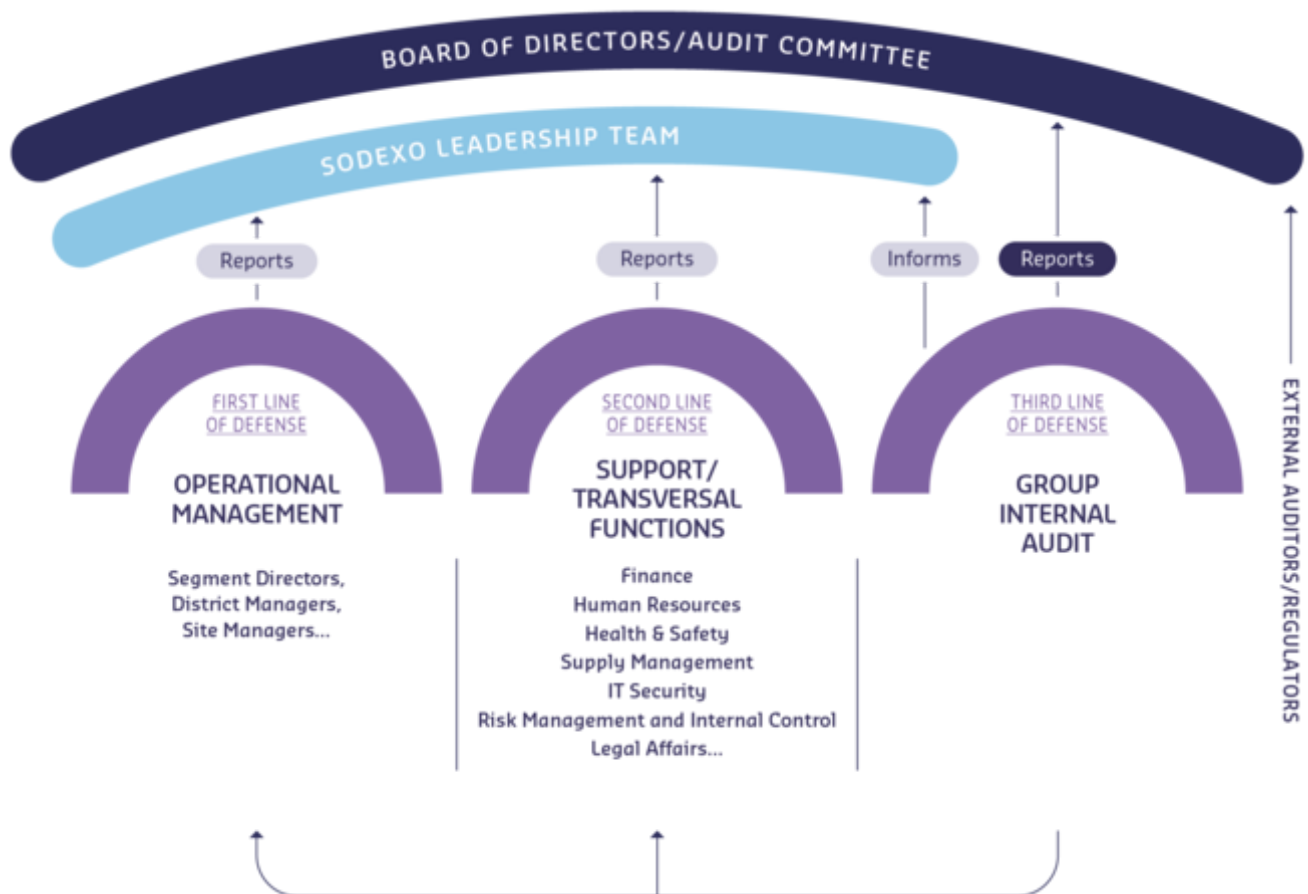 BOARD OF DIRECTORS/AUDIT COMMITTEE
SODEXO LEADERSHIP TEAM
Reports
Reports
Informs
Reports
FIRST LINE
OF DEFENSE
OPERATIONAL
MANAGEMENT
Segment Directors,
District Managers,
Site Managers...
SECOND LINE
OF DEFENSE
SUPPORT/
TRANSVERSAL
FUNCTIONS
Finance
Human Resources
Health & Safety
Supply Management
IT Security
Risk Management and Internal Control
Legal Affairs...
THIRD LINE
OF DEFENSE
GROUP
INTERNAL
AUDIT
EXTERNAL AUDITORS/REGULATORS